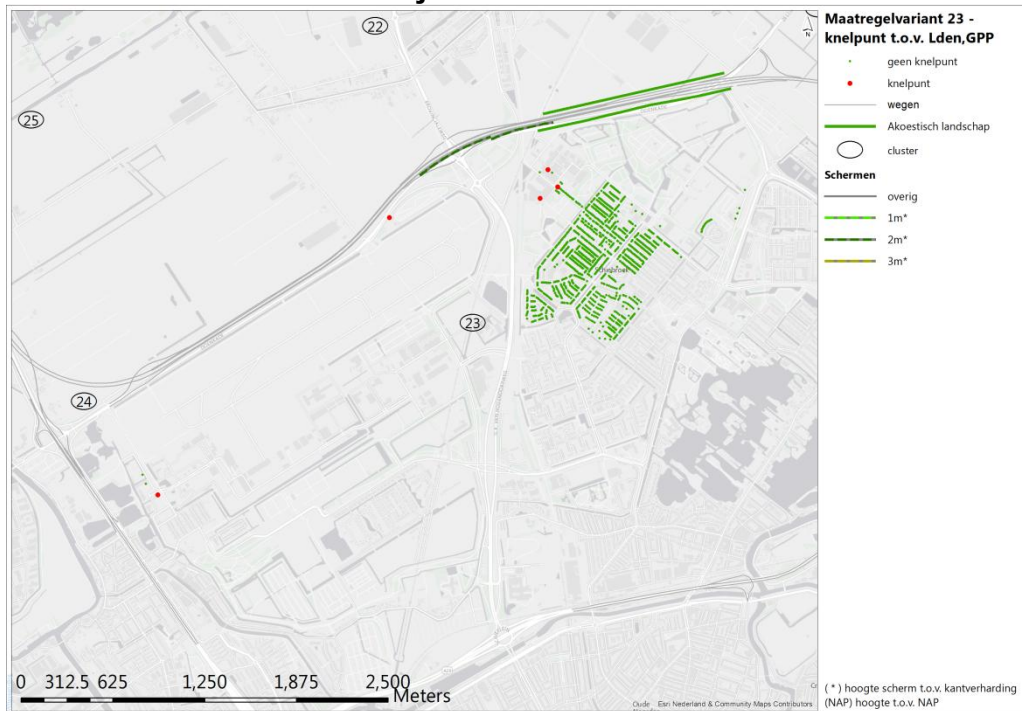 22
25
23
24
0 312.5 625 1,250 1,875 2,500
Meters
Oude Esri Nederland & Community Maps Contributors
N
Maatregelvariant 23 -
knelpunt t.o.v. Lden,GPP
geen knelpunt
knelpunt
wegen
Akoestisch landschap
cluster
Schermen
overig
1m*
2m*
3m*
( * ) hoogte scherm t.o.v. kantverharding
(NAP) hoogte t.o.v. NAP